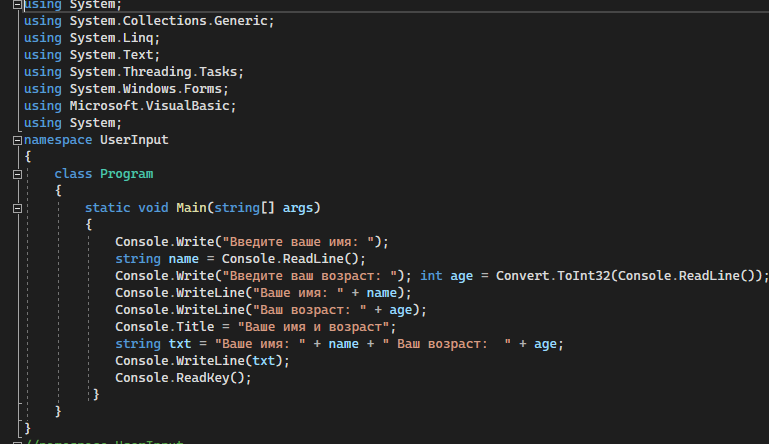 using System;
using System.Collections.Generic;
using System.Linq;
using System.Text;
using System.Threading.Tasks;
using System.Windows.Forms;
using Microsoft.VisualBasic;
using System;
namespace UserInput
{
    class Program
    {
        static void Main(string[] args)
        {
            Console.Write("Введите ваше имя: ");
            string name = Console.ReadLine();
            Console.Write("Введите ваш возраст: "); int age = Convert.ToInt32(Console.ReadLine());
            Console.WriteLine("Ваше имя: " + name);
            Console.WriteLine("Ваш возраст: " + age);
            Console.Title = "Ваше имя и возраст";
            string txt = "Ваше имя: " + name + " Ваш возраст:  " + age;
            Console.WriteLine(txt);
            Console.ReadKey();
        }
    }
}
//namespace UserInput